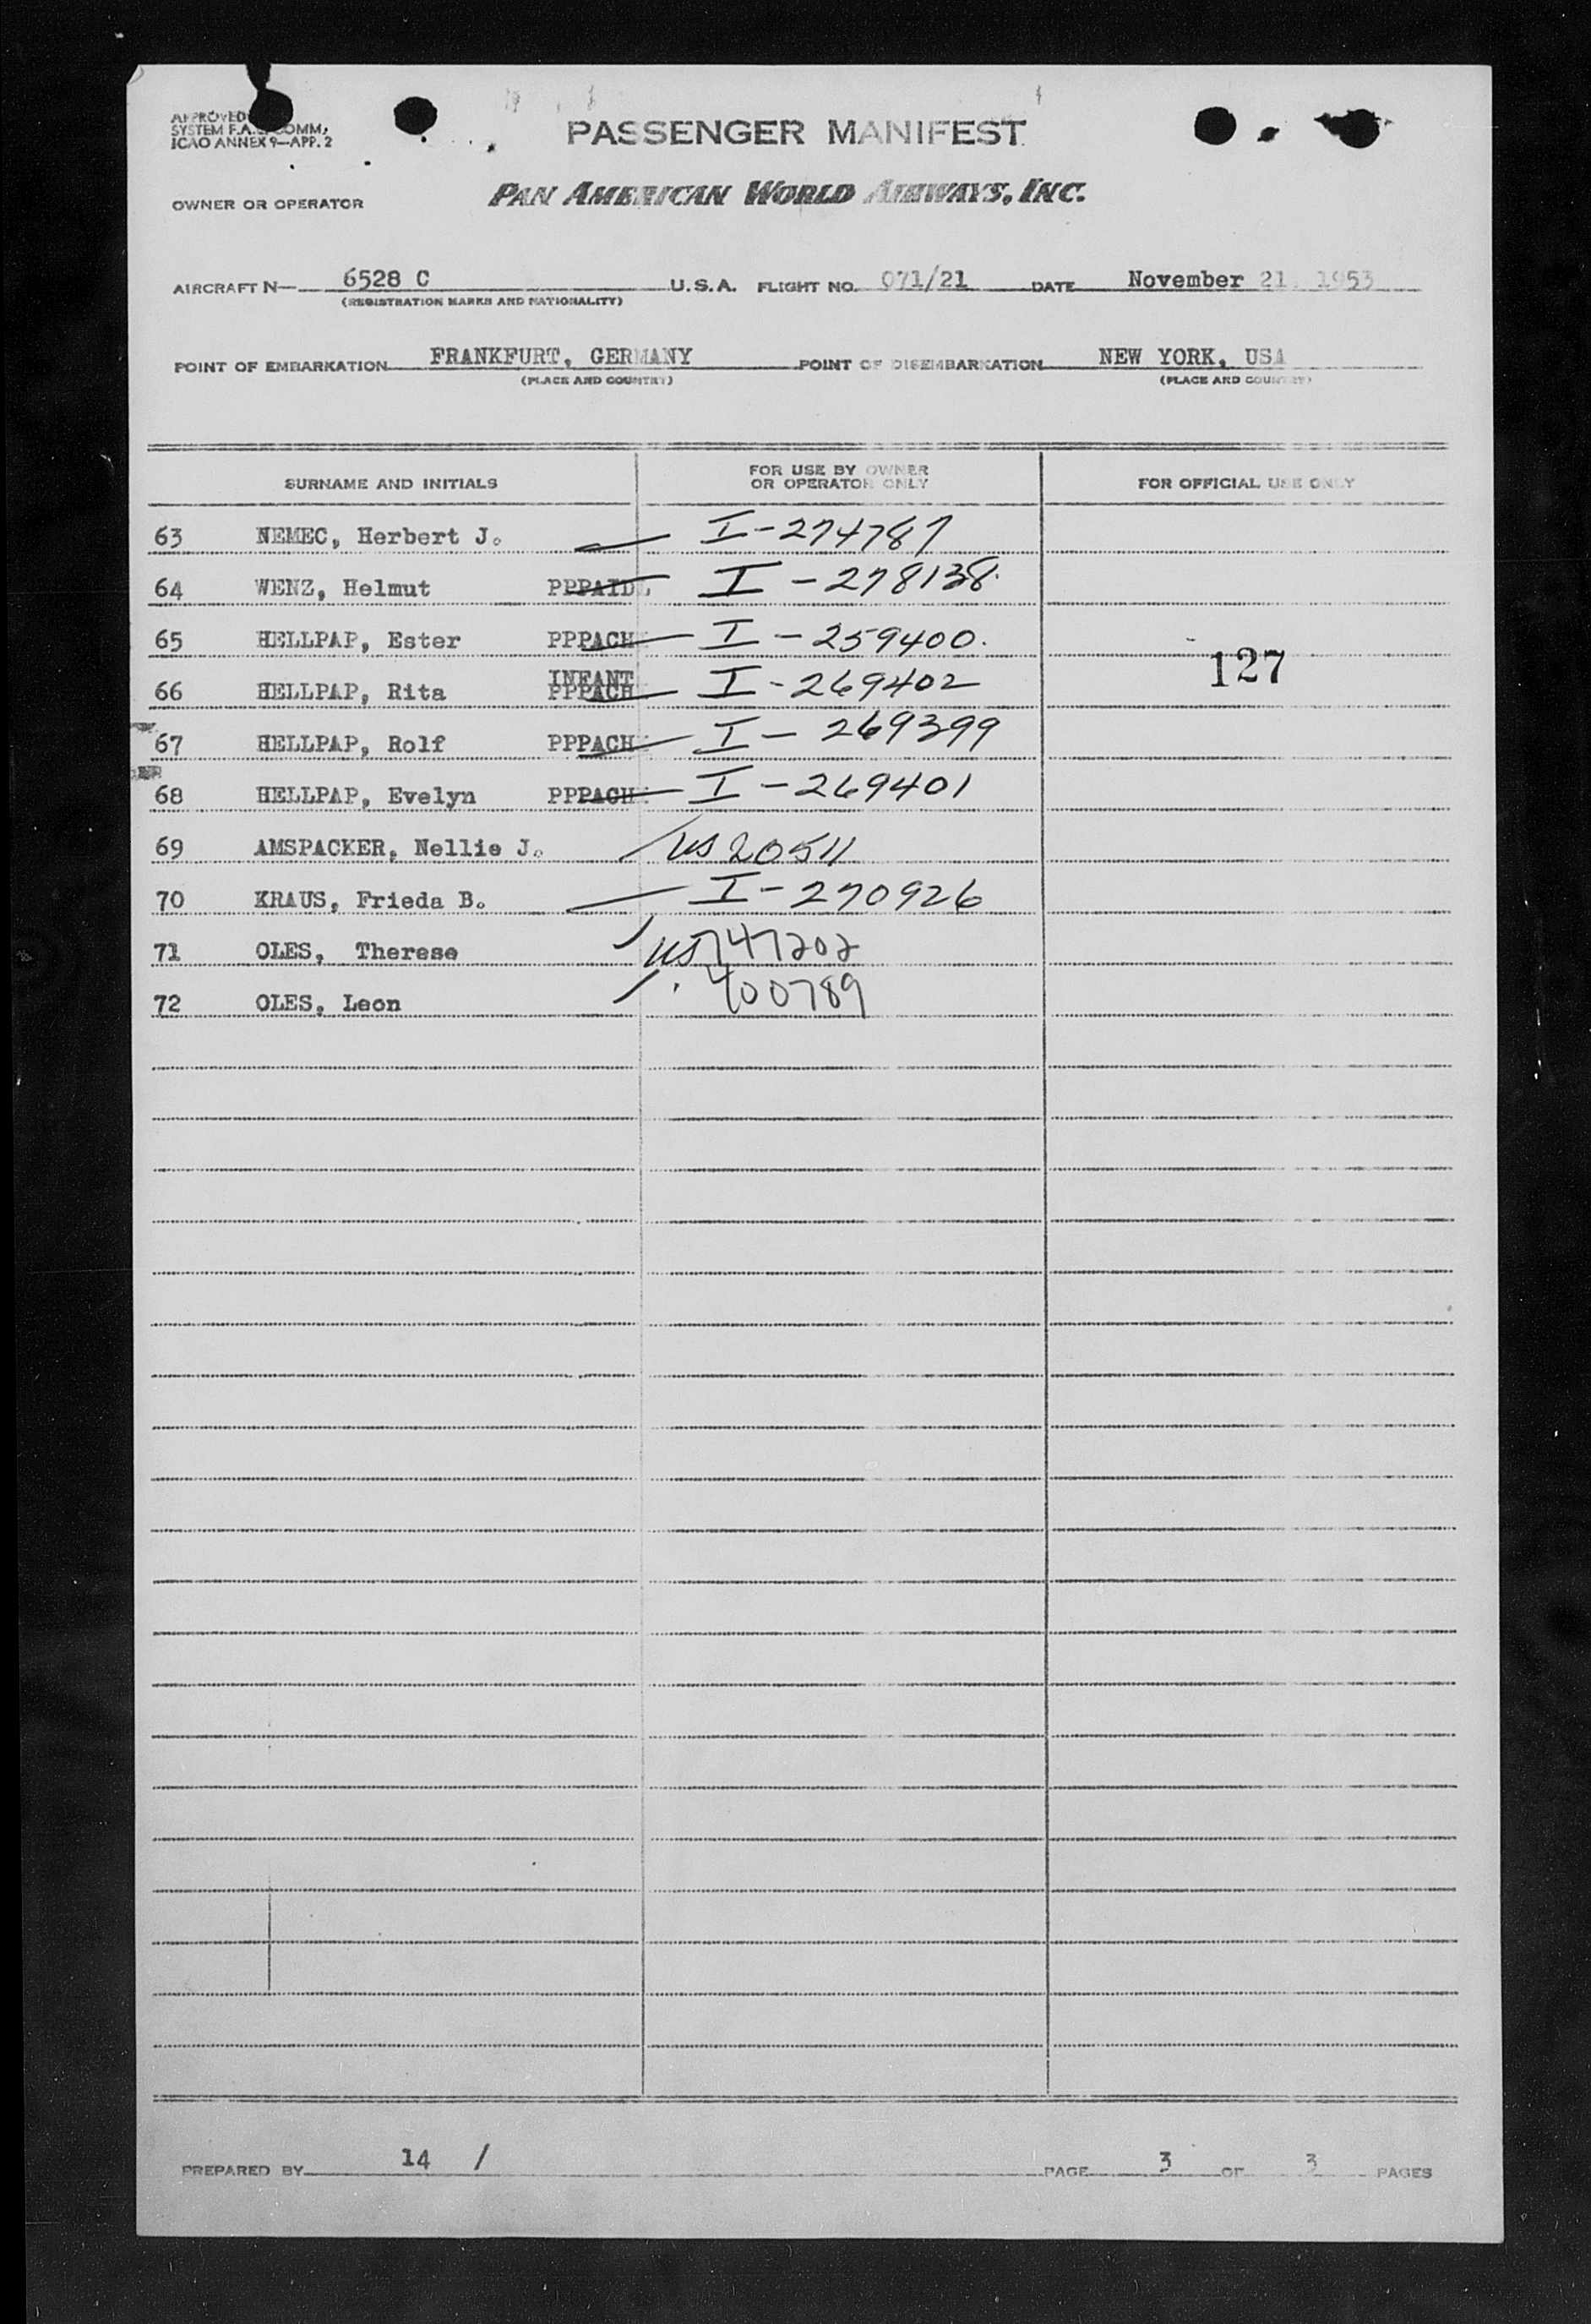 APPROVED
SYSTEM F.A. COMM.
ICAO ANNEX 9—APP. 2
PASSENGER MANIFEST
OWNER OR OPERATOR PAN AMERICAN WORLD AIRWAYS, INC.
AIRCRAFT N— 6528 C U.S.A. FLIGHT NO. 071/21 DATE November 21, 1953
(REGISTRATION MARKS AND NATIONALITY)
POINT OF EMBARKATION FRANKFURT, GERMANY POINT OF DISEMBARKATION NEW YORK, USA
(PLACE AND COUNTRY) (PLACE AND COUNTRY)
SURNAME AND INITIALS FOR USE BY OWNER OR OPERATOR ONLY FOR OFFICIAL USE ONLY
63 NEMEC, Herbert J. I-274787
64 WENZ, Helmut PPPAID I-278138.
65 HELLPAP, Ester PPPACH I-259400.
127
INFANT
66 HELLPAP, Rita PPPACH I-269402
67 HELLPAP, Rolf PPPACH I-269399
68 HELLPAP, Evelyn PPPACH I-269401
69 AMSPACKER, Nellie J. US 20511
70 KRAUS, Frieda B. I-270926
71 OLES, Therese US 747202
72 OLES, Leon 400789
PREPARED BY 14 / PAGE 3 OF 3 PAGES